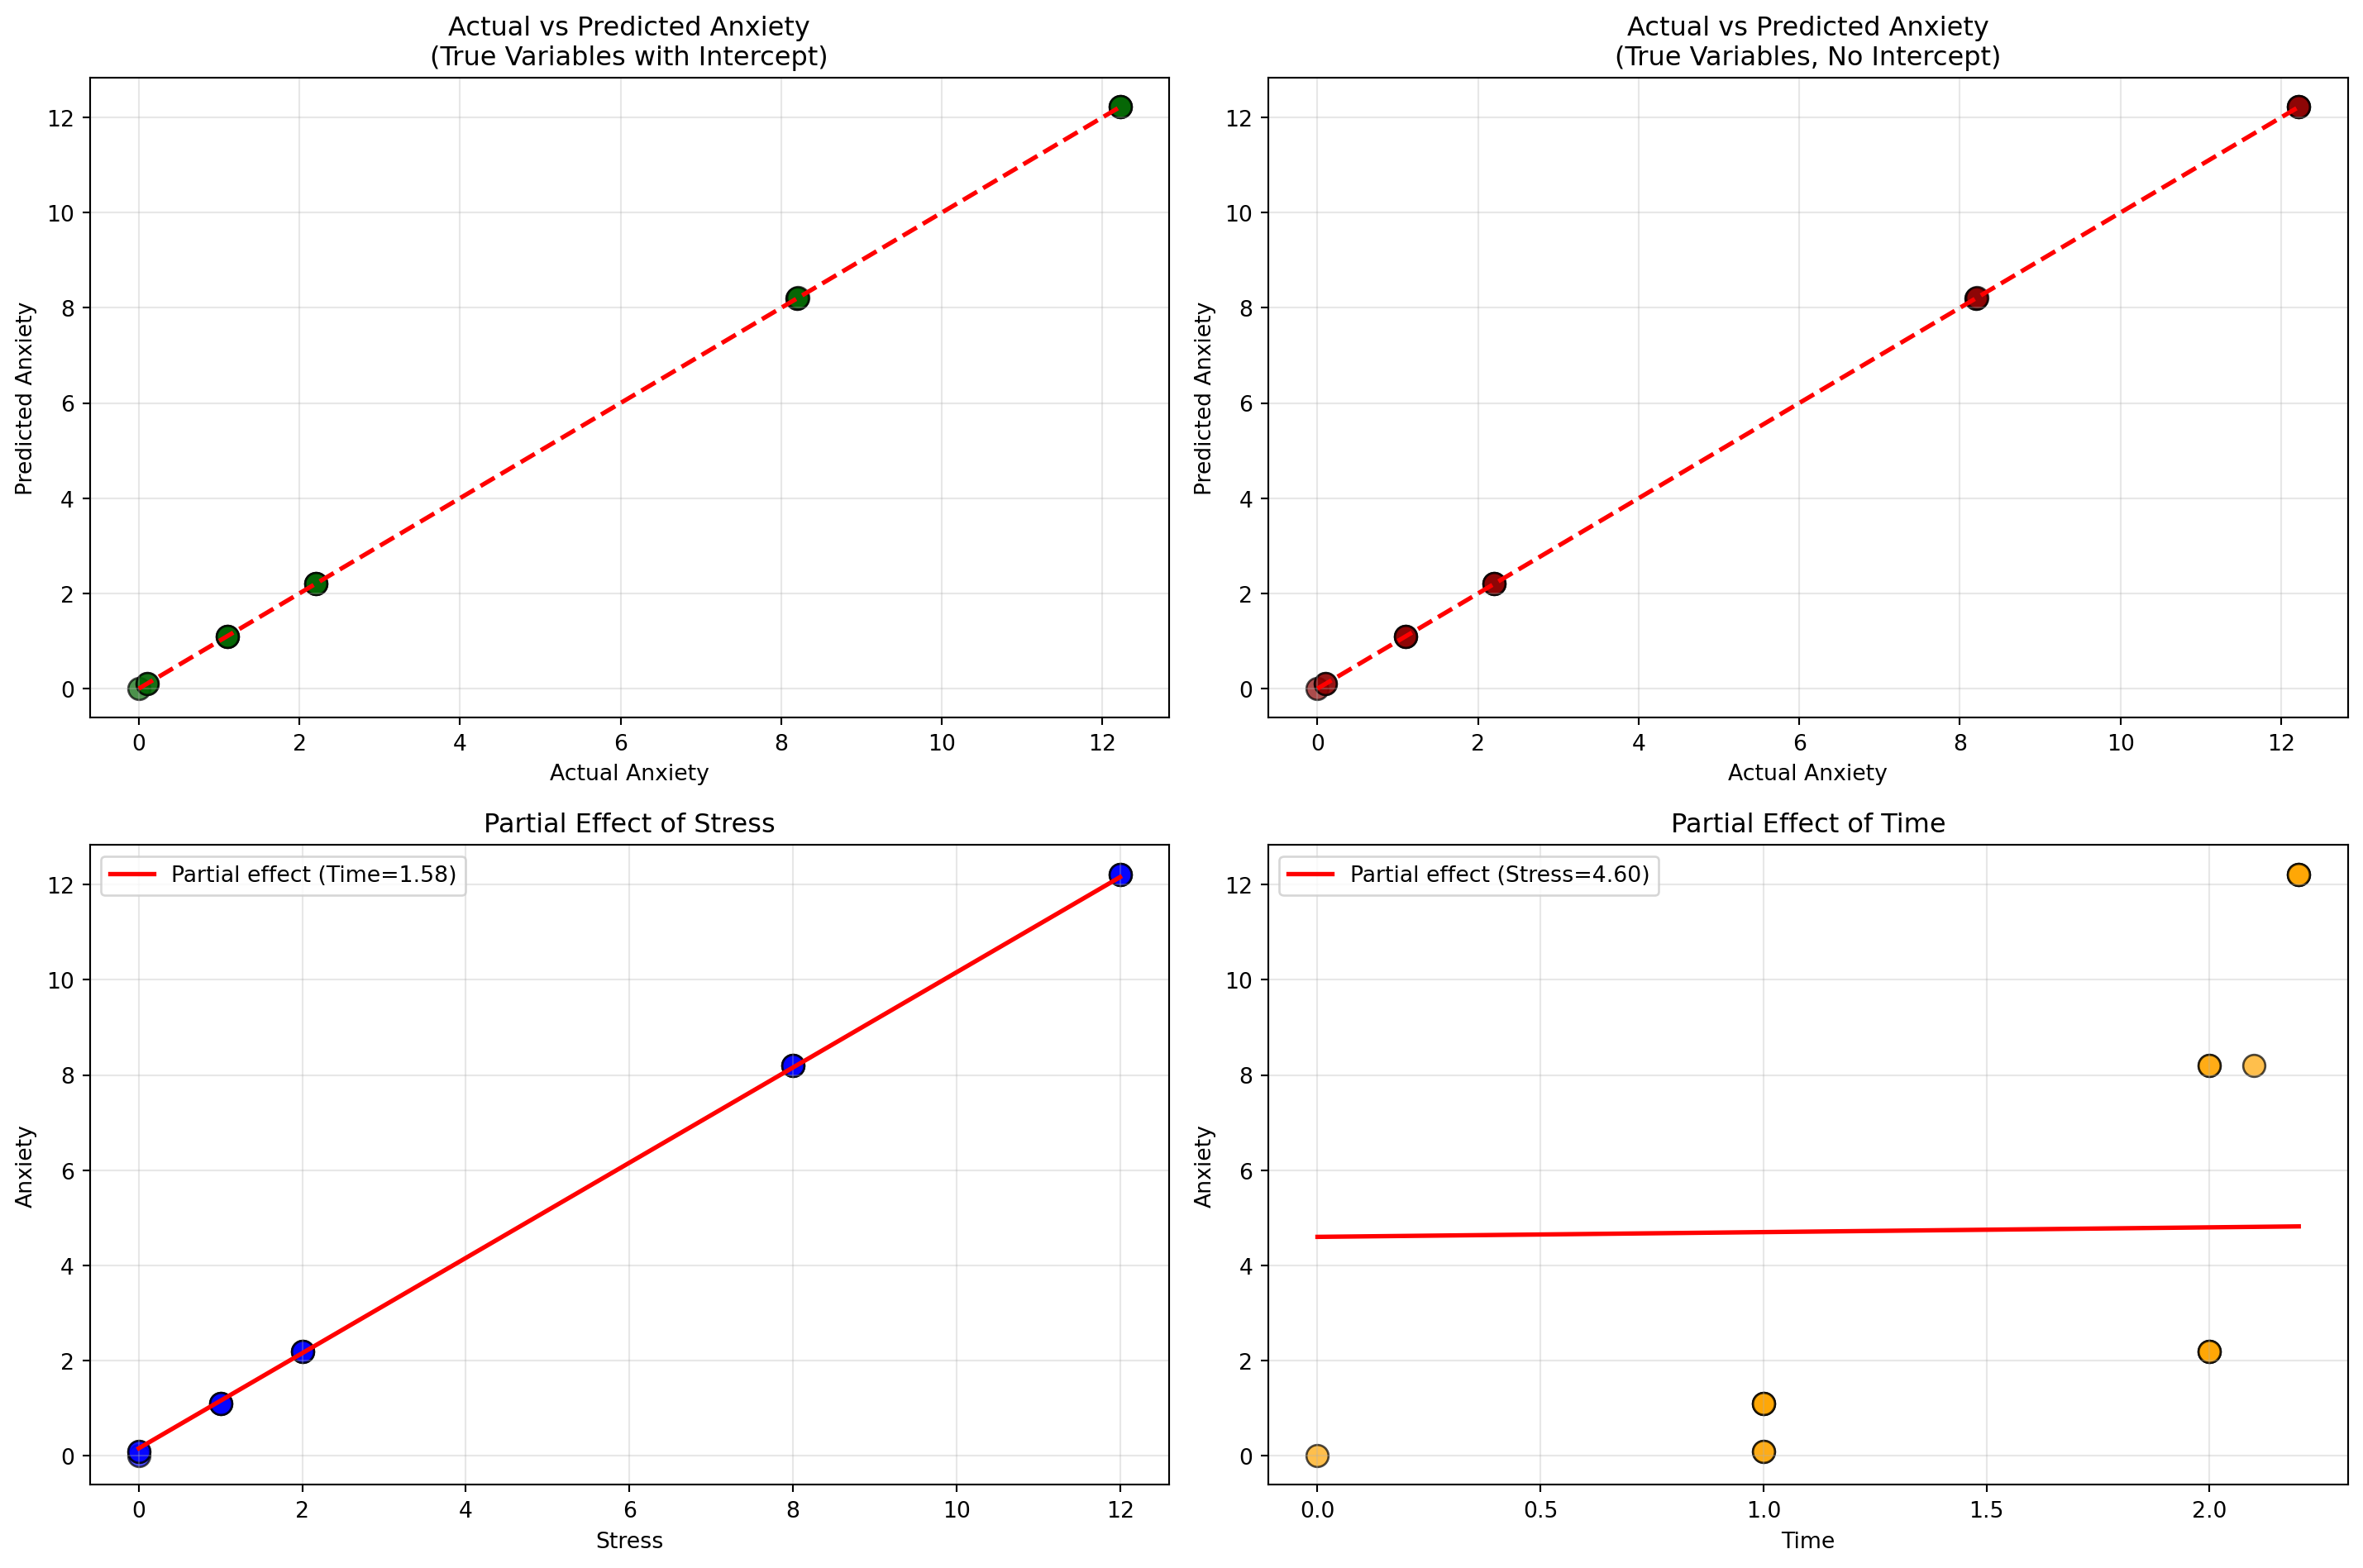 Actual vs Predicted Anxiety
(True Variables with Intercept)
12
10
8
6
4
2
0
Predicted Anxiety
0 2 4 6 8 10 12
Actual Anxiety
Actual vs Predicted Anxiety
(True Variables, No Intercept)
12
10
8
6
4
2
0
Predicted Anxiety
0 2 4 6 8 10 12
Actual Anxiety
Partial Effect of Stress
Partial effect (Time=1.58)
12
10
8
6
4
2
0
Anxiety
0 2 4 6 8 10 12
Stress
Partial Effect of Time
Partial effect (Stress=4.60)
12
10
8
6
4
2
0
Anxiety
0.0 0.5 1.0 1.5 2.0
Time